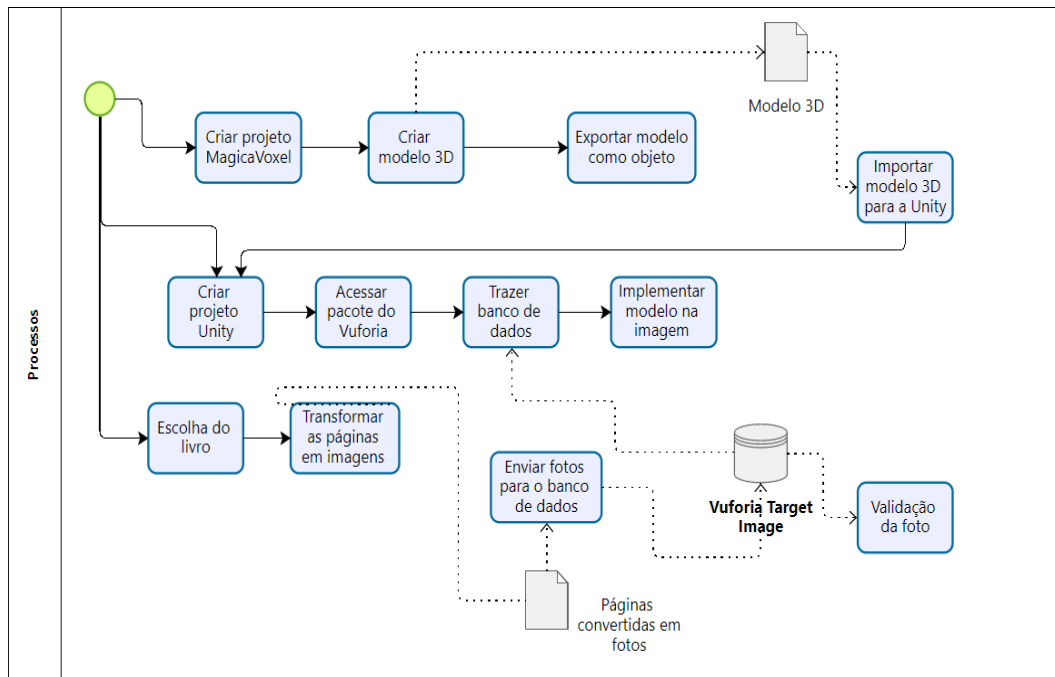 Processos
Modelo 3D
Criar projeto
MagicaVoxel
Criar
modelo 3D
Exportar modelo
como objeto
Importar
modelo 3D
para a Unity
Criar
projeto
Unity
Acessar
pacote do
Vuforia
Trazer
banco de
dados
Implementar
modelo na
imagem
Escolha do
livro
Transformar
as páginas
em imagens
Enviar fotos
para o banco
de dados
Vuforia Target
Image
Validação
da foto
Páginas
convertidas em
fotos